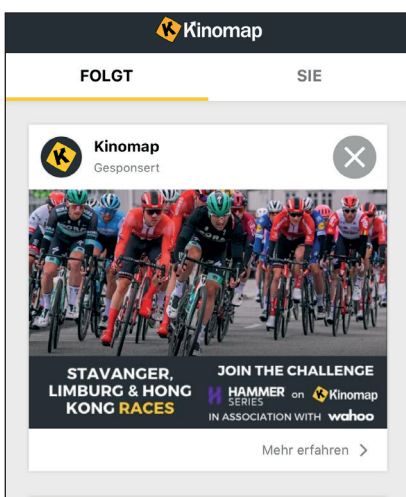 Kinomap
FOLGT SIE
Kinomap
Gesponsert
STAVANGER,
LIMBURG & HONG
KONG RACES
JOIN THE CHALLENGE
HAMMER SERIES on Kinomap
IN ASSOCIATION WITH wahoo
Mehr erfahren